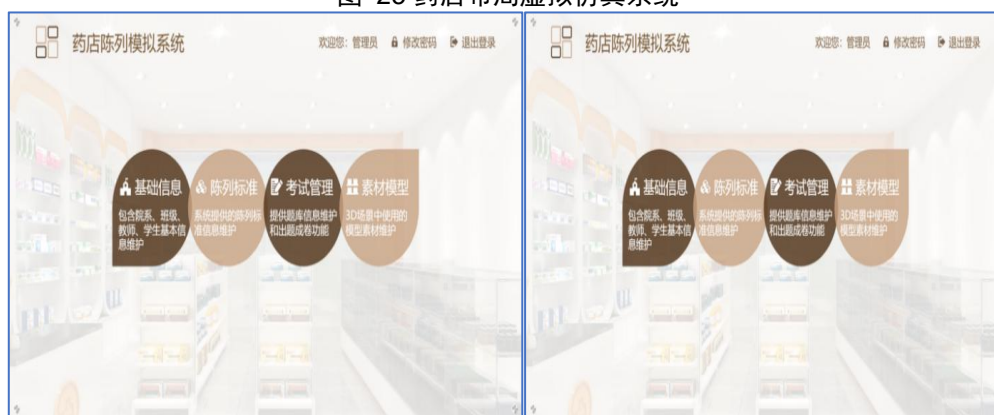 图 28 药店布局虚拟仿真系统
药店陈列模拟系统
欢迎您：管理员 修改密码 退出登录
基础信息
包含院系、班级、
教师、学生基本信
息维护
陈列标准
系统提供的陈列标
准信息维护
考试管理
提供题库信息维护
和出题成卷功能
素材模型
3D场景中使用的
模型素材维护
药店陈列模拟系统
欢迎您：管理员 修改密码 退出登录
基础信息
包含院系、班级、
教师、学生基本信
息维护
陈列标准
系统提供的陈列标
准信息维护
考试管理
提供题库信息维护
和出题成卷功能
素材模型
3D场景中使用的
模型素材维护